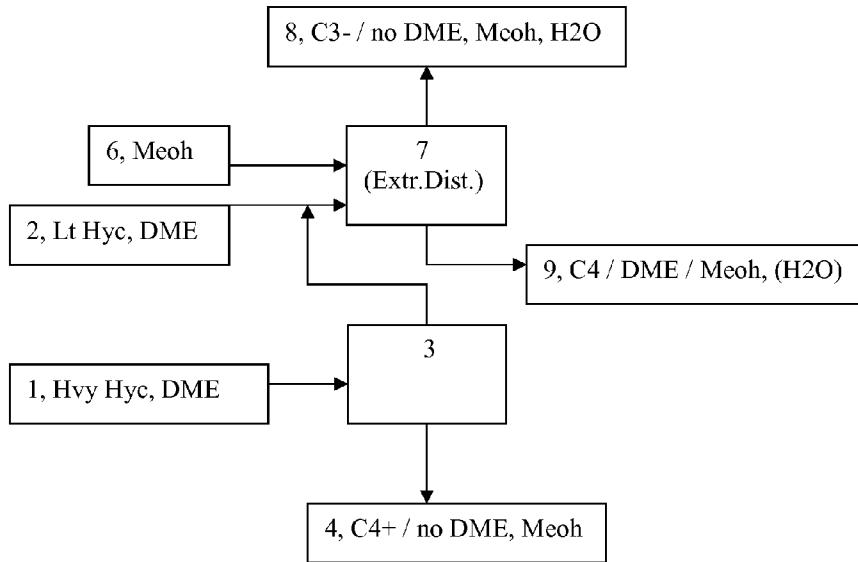 8, C3- / no DME, Meoh, H2O
6, Meoh
7
(Extr.Dist.)
2, Lt Hyc, DME
9, C4 / DME / Meoh, (H2O)
3
1, Hvy Hyc, DME
4, C4+ / no DME, Meoh